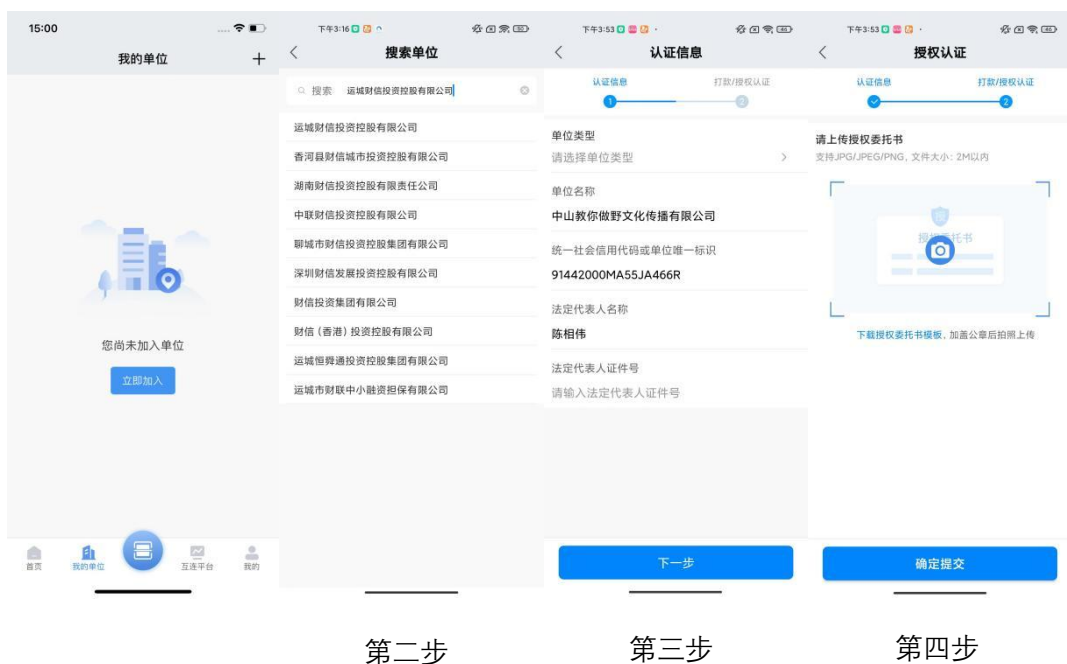 15:00
我的单位
您尚未加入单位
立即加入
首页
我的单位
互连平台
我的
下午3:16
搜索单位
搜索 运城财信投资控股有限公司
运城财信投资控股有限公司
香河县财信城市投资控股有限公司
湖南财信投资控股有限责任公司
中联财信投资控股有限公司
聊城市财信投资控股集团有限公司
深圳财信发展投资控股有限公司
财信投资集团有限公司
财信(香港)投资控股有限公司
运城恒舜通投资控股集团有限公司
运城市财联中小融资担保有限公司
第二步
下午3:53
认证信息
认证信息 打款/授权认证
1 2
单位类型
请选择单位类型
单位名称
中山教你做野文化传播有限公司
统一社会信用代码或单位唯一标识
91442000MA55JA466R
法定代表人名称
陈相伟
法定代表人证件号
请输入法定代表人证件号
下一步
第三步
下午3:53
授权认证
认证信息 打款/授权认证
2
请上传授权委托书
支持JPG/JPEG/PNG, 文件大小: 2M以内
下载授权委托书模板, 加盖公章后拍照上传
确定提交
第四步